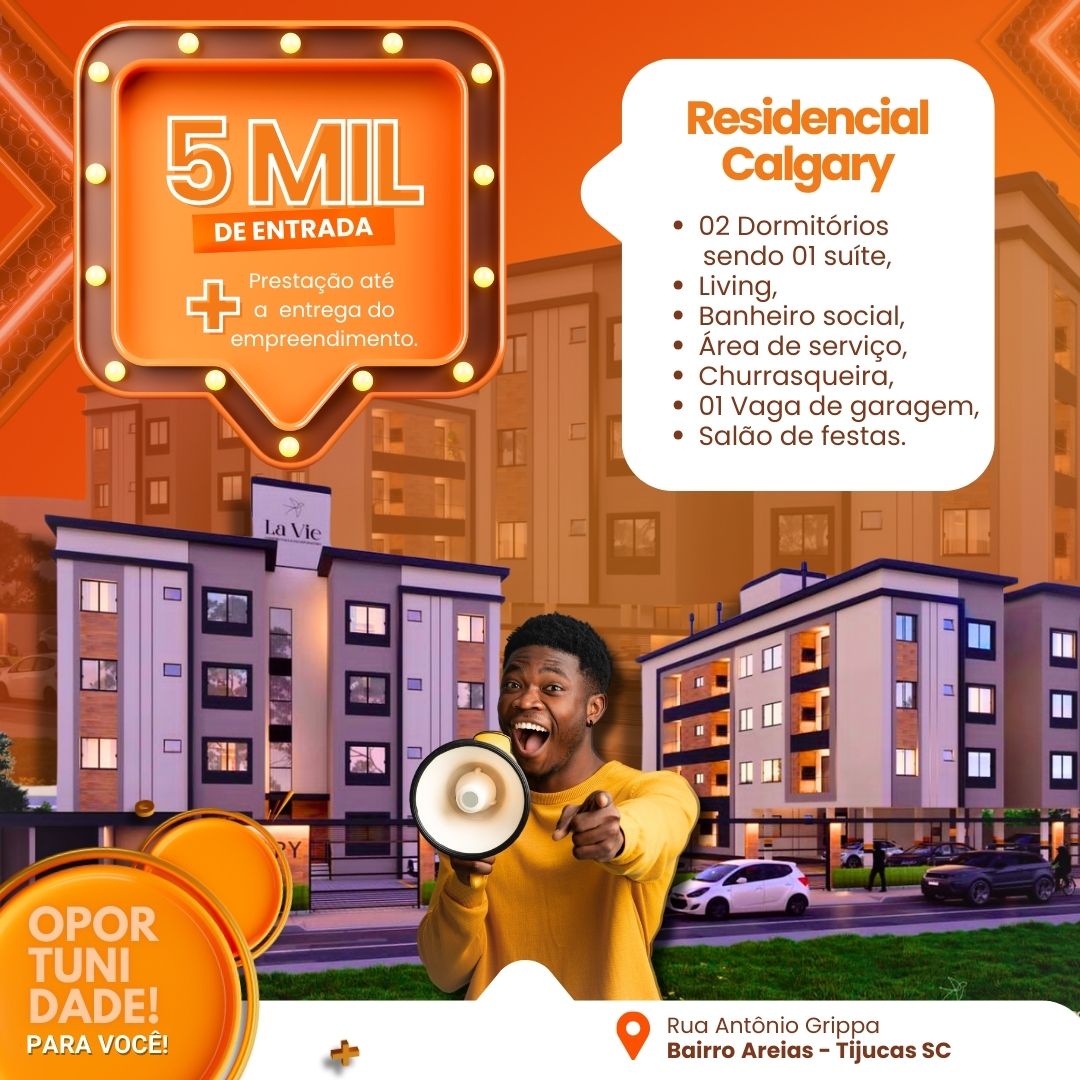 5 MIL
DE ENTRADA
+ Prestação até
a entrega do
empreendimento.
Residencial
Calgary
• 02 Dormitórios
sendo 01 suíte,
• Living,
• Banheiro social,
• Área de serviço,
• Churrasqueira,
• 01 Vaga de garagem,
• Salão de festas.
La Vie
RY
OPOR
TUNI
DADE!
PARA VOCÊ!
Rua Antônio Grippa
Bairro Areias - Tijucas SC